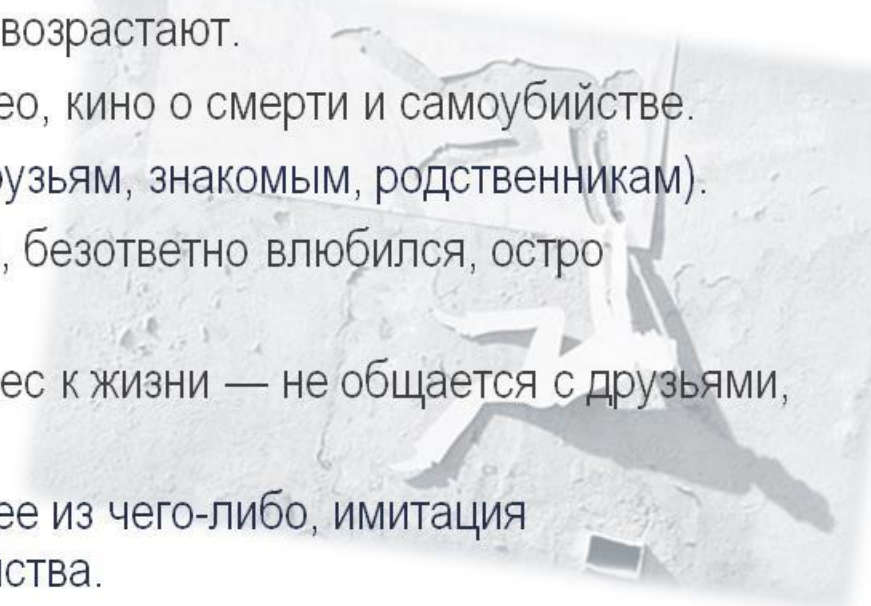 возрастают.
ео, кино о смерти и самоубийстве.
рузьям, знакомым, родственникам).
, безответно влюбился, остро
ес к жизни — не общается с друзьями,
ее из чего-либо, имитация
ства.